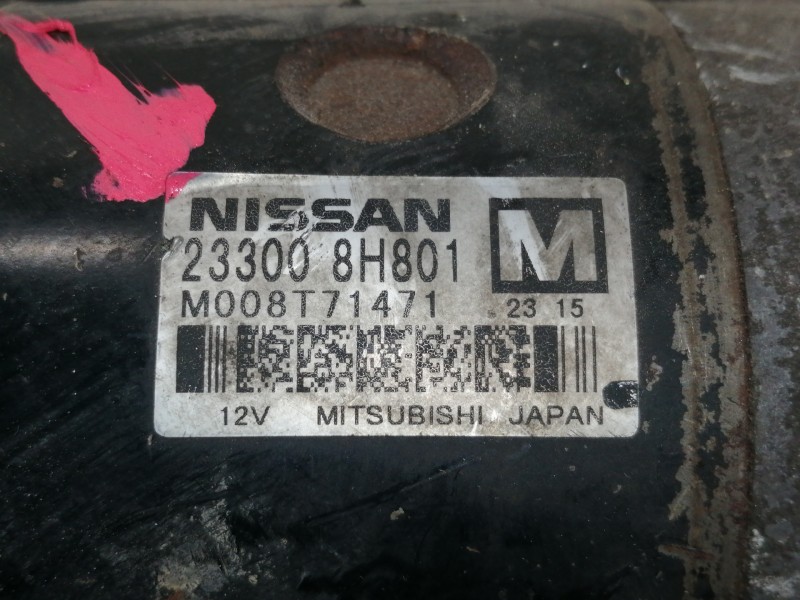 NISSAN
M
23300 8H801
M008T71471
23 15
12V MITSUBISHI JAPAN